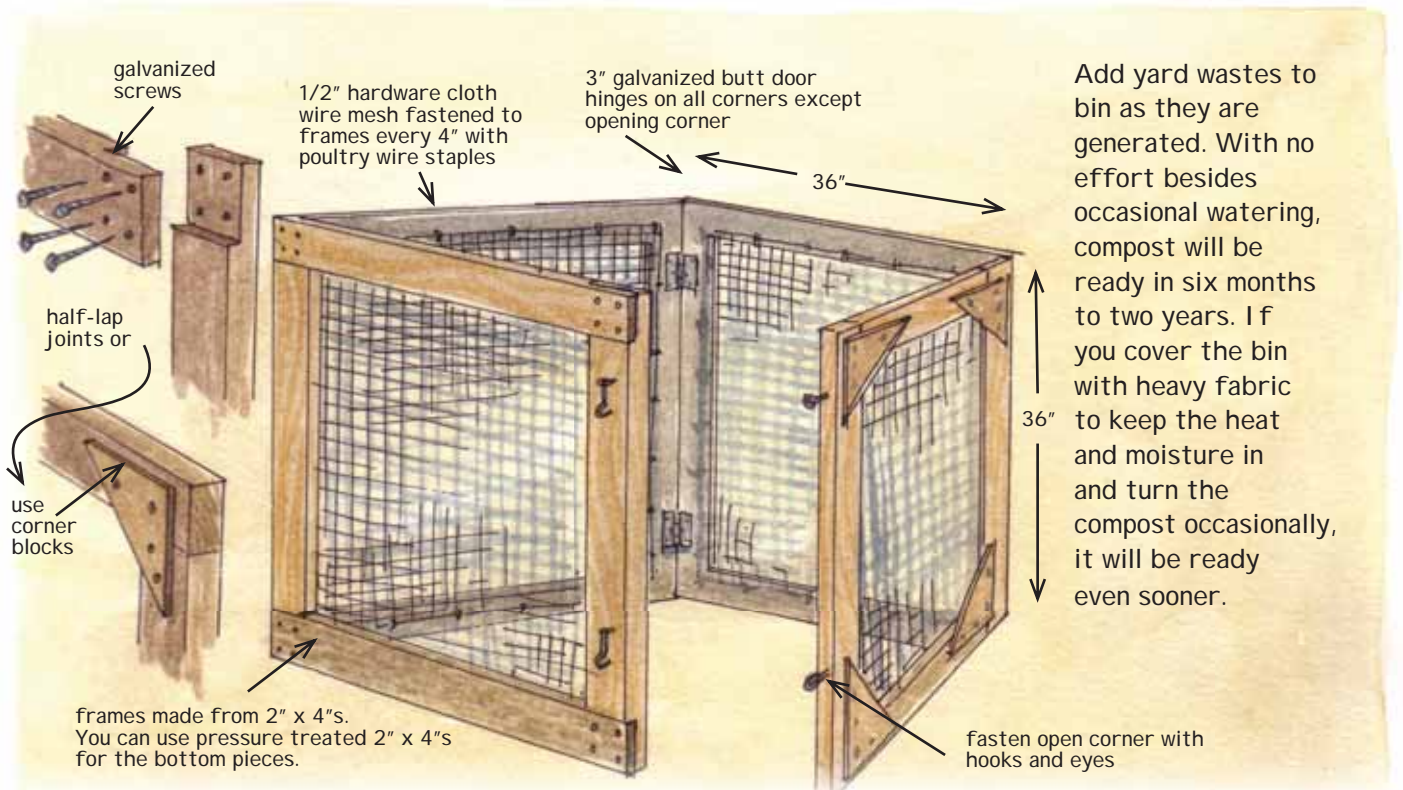 galvanized
screws
1/2" hardware cloth
wire mesh fastened to
frames every 4" with
poultry wire staples
3" galvanized butt door
hinges on all corners except
opening corner
36"
half-lap
joints or
use
corner
blocks
36"
frames made from 2" x 4"s.
You can use pressure treated 2" x 4"s
for the bottom pieces.
fasten open corner with
hooks and eyes
Add yard wastes to
bin as they are
generated. With no
effort besides
occasional watering,
compost will be
ready in six months
to two years. If
you cover the bin
with heavy fabric
to keep the heat
and moisture in
and turn the
compost occasionally,
it will be ready
even sooner.